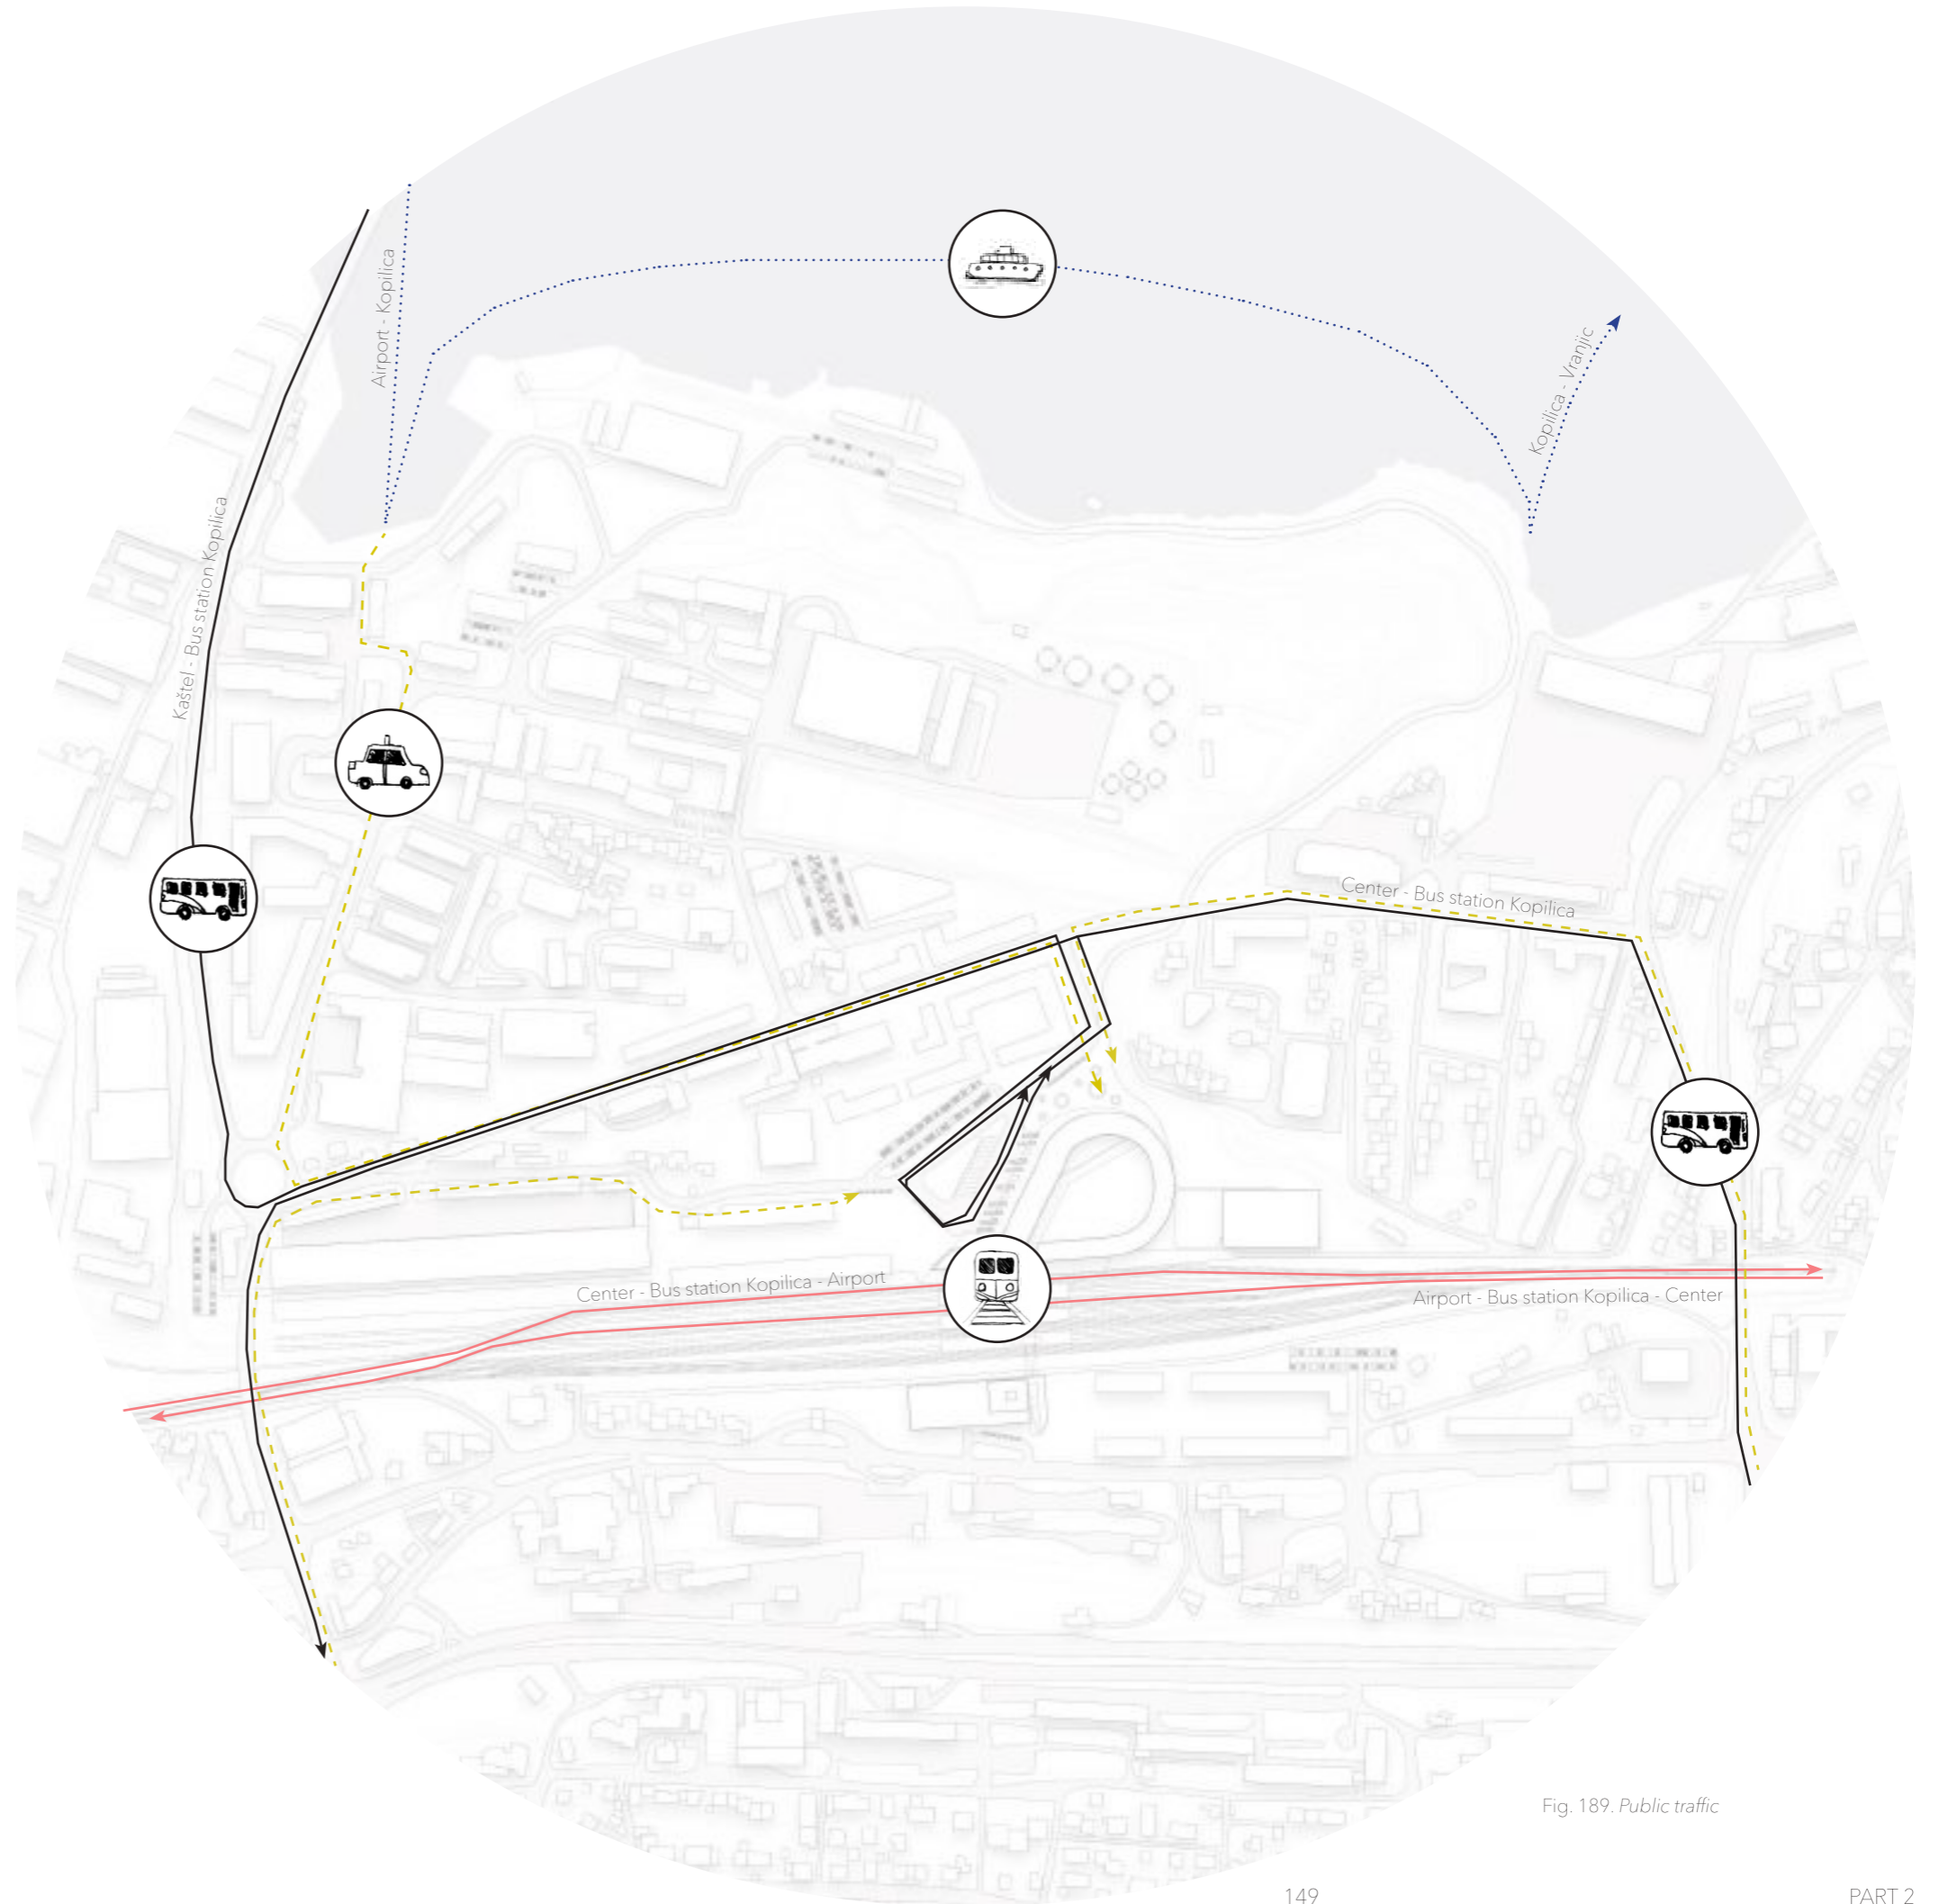 Airport - Kopilica
Kopilica - Vranjic
Kaštel - Bus station Kopilica
Center - Bus station Kopilica
Center - Bus station Kopilica - Airport
Airport - Bus station Kopilica - Center
Fig. 189. Public traffic
149
PART 2